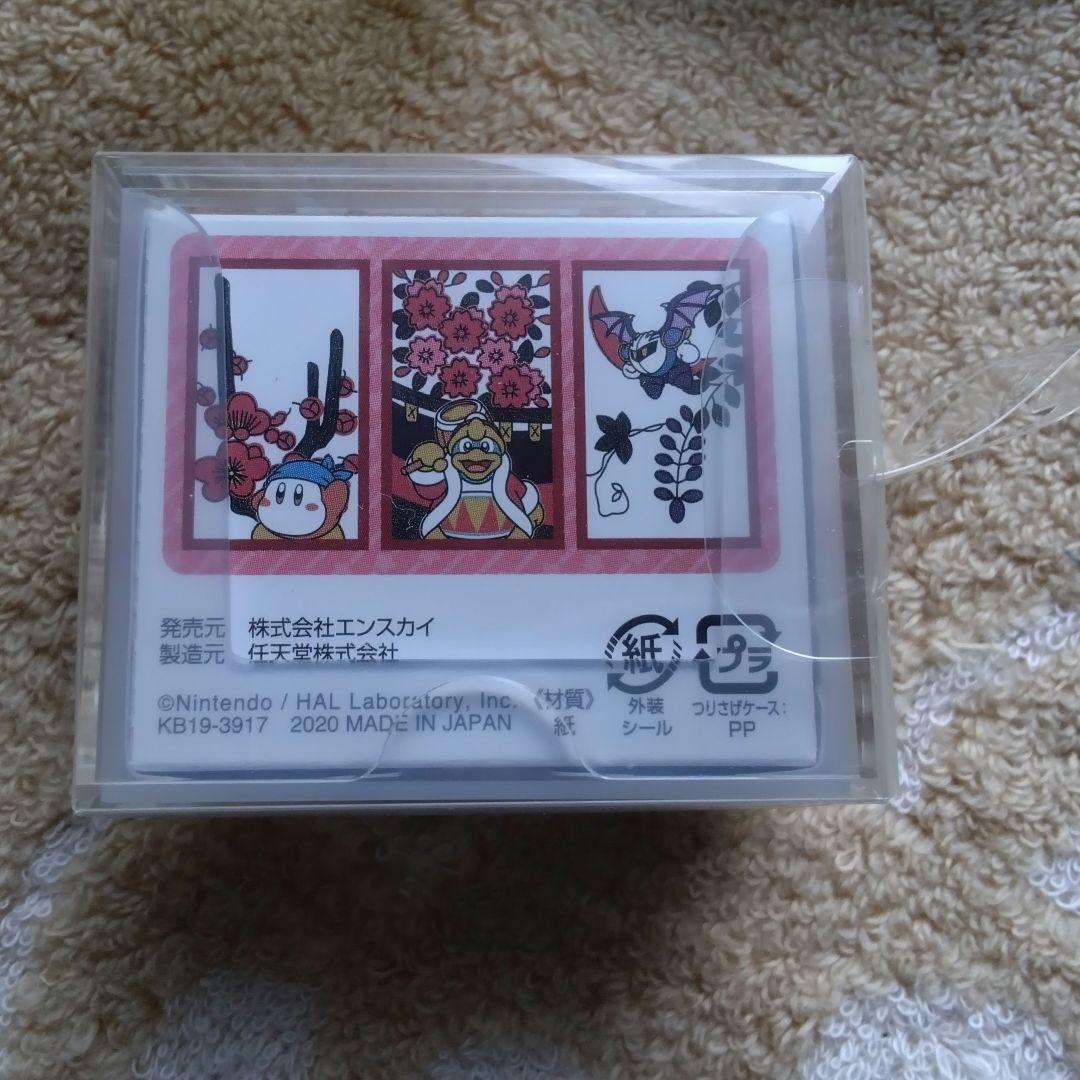 発売元 株式会社エンスカイ
製造元 任天堂株式会社
©Nintendo / HAL Laboratory, Inc.
KB19-3917 2020 MADE IN JAPAN
《材質》
紙
紙
外装
シール
プラ
つりさげケース:
PP